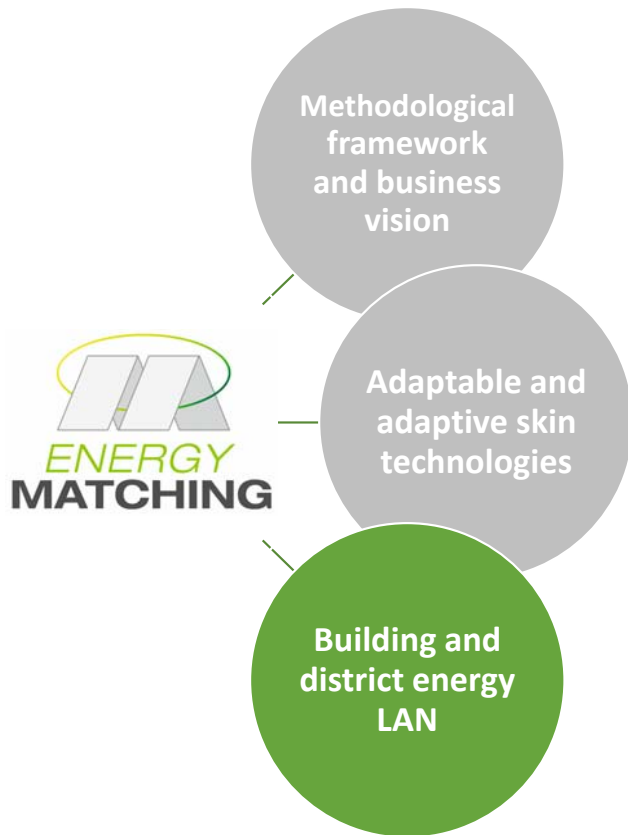 Methodological
framework
and business
vision
Adaptable and
adaptive skin
technologies
ENERGY
MATCHING
Building and
district energy
LAN